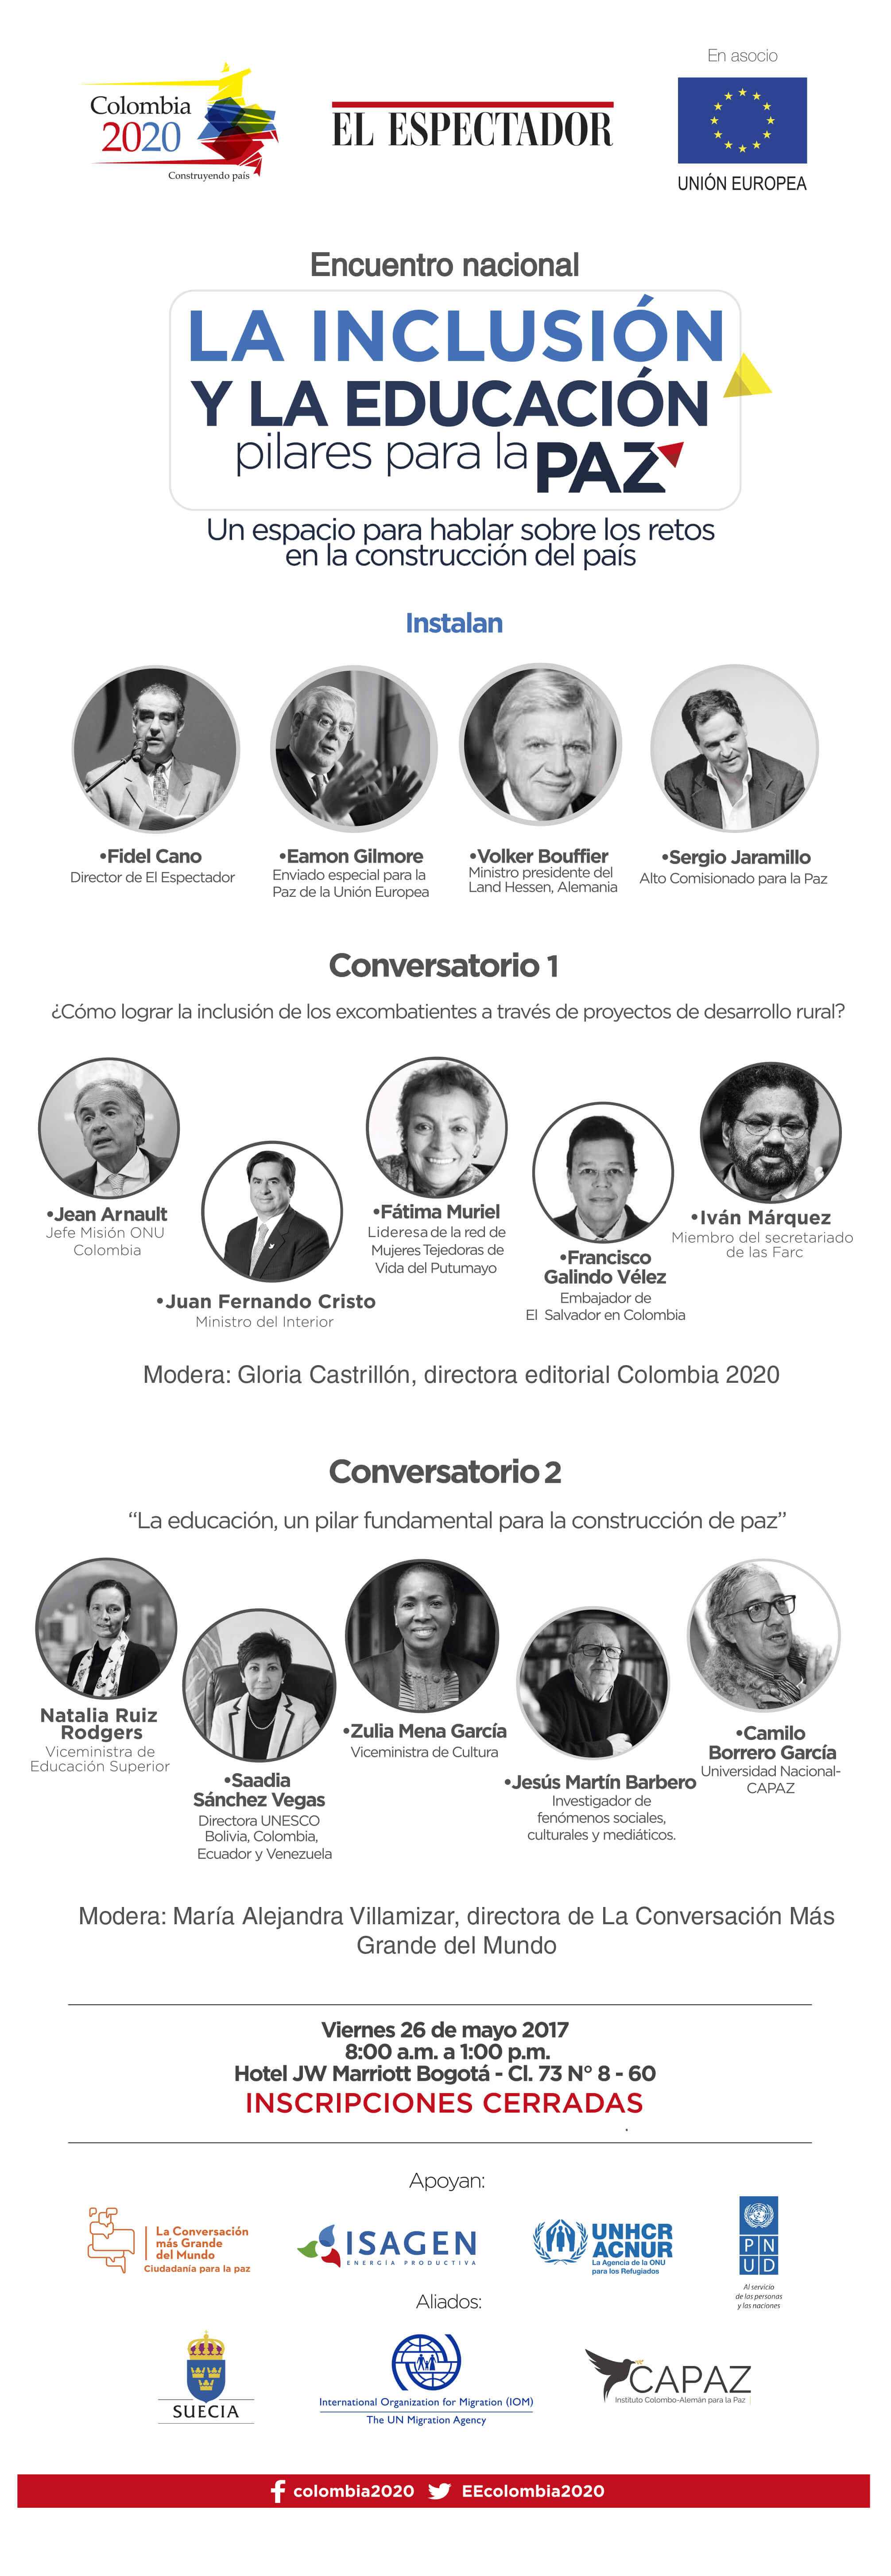 En asocio
Colombia
2020
Construyendo país
EL ESPECTADOR
UNIÓN EUROPEA
Encuentro nacional
LA INCLUSIÓN
Y LA EDUCACIÓN
pilares para la PAZ
Un espacio para hablar sobre los retos
en la construcción del país
Instalan
•Fidel Cano
Director de El Espectador
•Eamon Gilmore
Enviado especial para la
Paz de la Unión Europea
•Volker Bouffier
Ministro presidente del
Land Hessen, Alemania
•Sergio Jaramillo
Alto Comisionado para la Paz
Conversatorio 1
¿Cómo lograr la inclusión de los excombatientes a través de proyectos de desarrollo rural?
•Jean Arnault
Jefe Misión ONU
Colombia
•Juan Fernando Cristo
Ministro del Interior
•Fátima Muriel
Lideresa de la red de
Mujeres Tejedoras de
Vida del Putumayo
•Francisco
Galindo Vélez
Embajador de
El Salvador en Colombia
•Iván Márquez
Miembro del secretariado
de las Farc
Modera: Gloria Castrillón, directora editorial Colombia 2020
Conversatorio 2
“La educación, un pilar fundamental para la construcción de paz”
Natalia Ruiz
Rodgers
Viceministra de
Educación Superior
•Saadia
Sánchez Vegas
Directora UNESCO
Bolivia, Colombia,
Ecuador y Venezuela
•Zulia Mena García
Viceministra de Cultura
•Jesús Martín Barbero
Investigador de
fenómenos sociales,
culturales y mediáticos.
•Camilo
Borrero García
Universidad Nacional-
CAPAZ
Modera: María Alejandra Villamizar, directora de La Conversación Más
Grande del Mundo
Viernes 26 de mayo 2017
8:00 a.m. a 1:00 p.m.
Hotel JW Marriott Bogotá - Cl. 73 N° 8 - 60
INSCRIPCIONES CERRADAS
Apoyan:
La Conversación
más Grande
del Mundo
Ciudadanía para la paz
ISAGEN
ENERGÍA PRODUCTIVA
UNHCR
ACNUR
La Agencia de la ONU
para los Refugiados
PN
UD
Al servicio
de las personas
y las naciones
Aliados:
SUECIA
International Organization for Migration (IOM)
The UN Migration Agency
CAPAZ
Instituto Colombo-Alemán para la Paz
colombia2020 EEcolombia2020